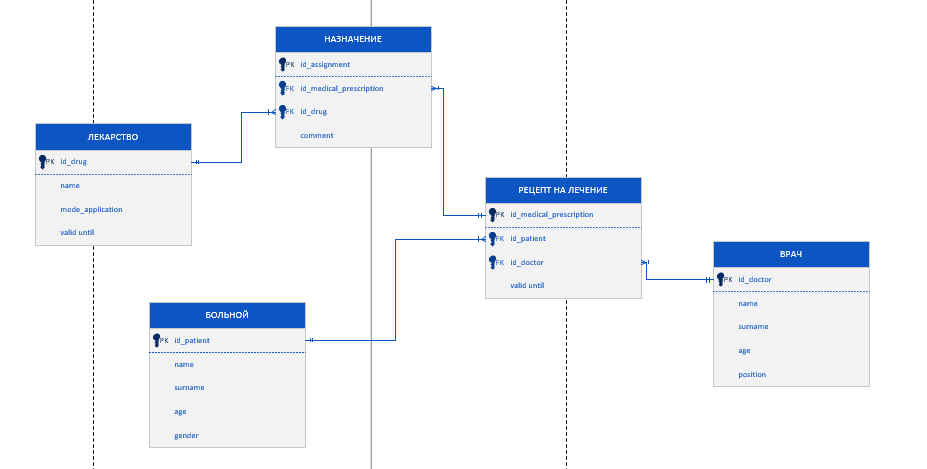 НАЗНАЧЕНИЕ
PK id_assignment
FK id_medical_prescription
FK id_drug
comment
ЛЕКАРСТВО
PK id_drug
name
mode_application
valid until
РЕЦЕПТ НА ЛЕЧЕНИЕ
PK id_medical_prescription
FK id_patient
FK id_doctor
valid until
ВРАЧ
PK id_doctor
name
surname
age
position
БОЛЬНОЙ
PK id_patient
name
surname
age
gender